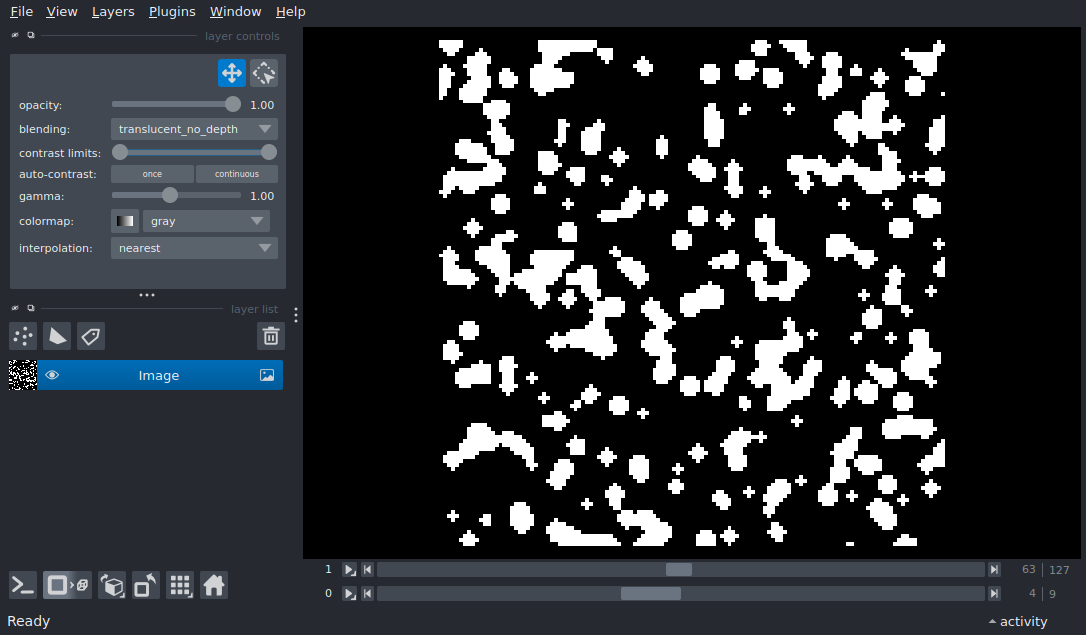 File View Layers Plugins Window Help
layer controls
opacity: 1.00
blending: translucent_no_depth
contrast limits:
auto-contrast: once continuous
gamma: 1.00
colormap: gray
interpolation: nearest
layer list
Image
1 63 127
0 4 9
Ready activity